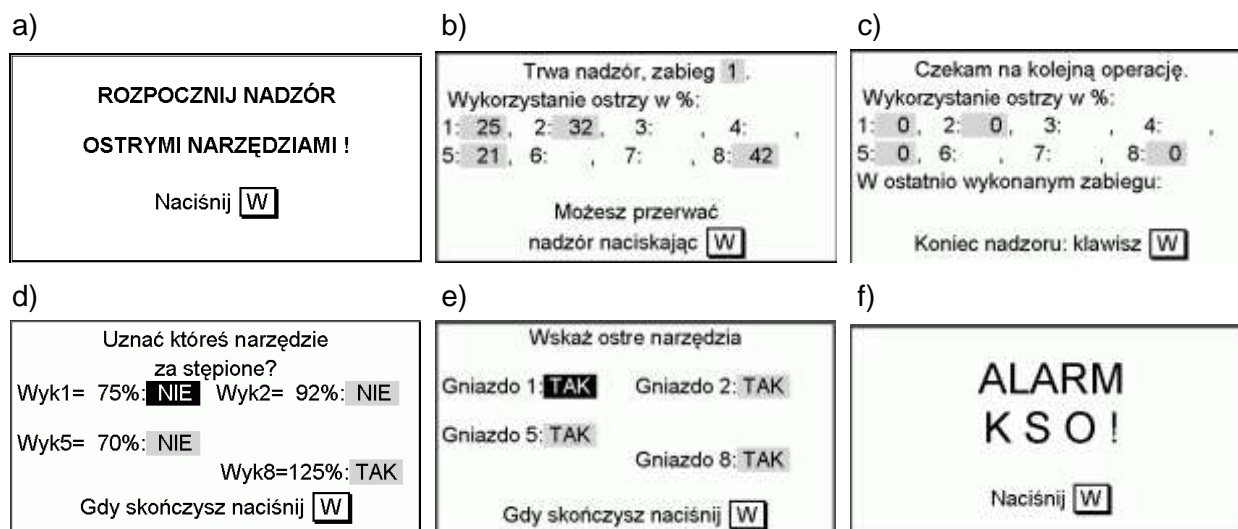 a)
ROZPOCZNIJ NADZÓR
OSTRYMI NARZĘDZIAMI !
Naciśnij W
b)
Trwa nadzór, zabieg 1.
Wykorzystanie ostrzy w %:
1: 25, 2: 32, 3: , 4: ,
5: 21, 6: , 7: , 8: 42
Możesz przerwać
nadzór naciskając W
c)
Czekam na kolejną operację.
Wykorzystanie ostrzy w %:
1: 0, 2: 0, 3: , 4: ,
5: 0, 6: , 7: , 8: 0
W ostatnio wykonanym zabiegu:
Koniec nadzoru: klawisz W
d)
Uznać któreś narzędzie
za stępione?
Wyk1= 75%: NIE Wyk2= 92%: NIE
Wyk5= 70%: NIE
Wyk8=125%: TAK
Gdy skończysz naciśnij W
e)
Wskaż ostre narzędzia
Gniazdo 1: TAK Gniazdo 2: TAK
Gniazdo 5: TAK
Gniazdo 8: TAK
Gdy skończysz naciśnij W
f)
ALARM
K S O !
Naciśnij W